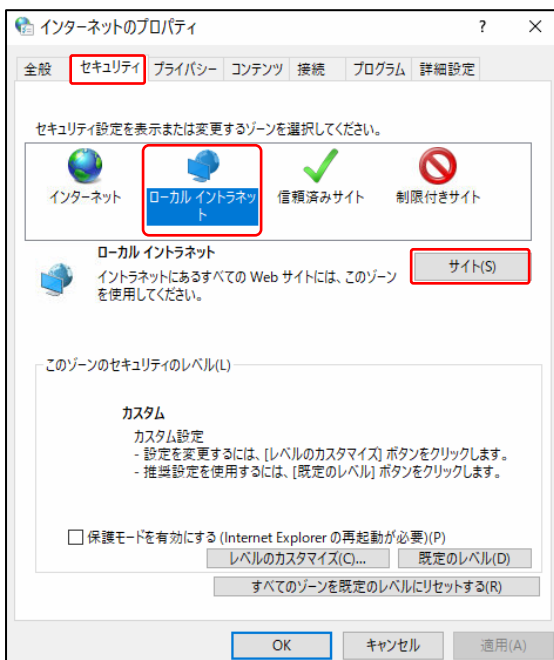 インターネットのプロパティ
?
×
全般 セキュリティ プライバシー コンテンツ 接続 プログラム 詳細設定
セキュリティ設定を表示または変更するゾーンを選択してください。
インターネット
ローカル イントラネッ
ト
信頼済みサイト
制限付きサイト
ローカル イントラネット
イントラネットにあるすべての Web サイトには、このゾーン
を使用してください。
サイト(S)
このゾーンのセキュリティのレベル(L)
カスタム
カスタム設定
- 設定を変更するには、[レベルのカスタマイズ] ボタンをクリックします。
- 推奨設定を使用するには、[既定のレベル] ボタンをクリックします。
保護モードを有効にする (Internet Explorer の再起動が必要)(P)
レベルのカスタマイズ(C)... 既定のレベル(D)
すべてのゾーンを既定のレベルにリセットする(R)
OK キャンセル 適用(A)